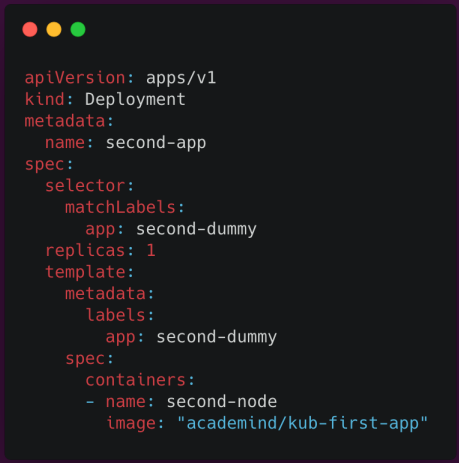 apiVersion: apps/v1
kind: Deployment
metadata:
  name: second-app
spec:
  selector:
    matchLabels:
      app: second-dummy
  replicas: 1
  template:
    metadata:
      labels:
        app: second-dummy
    spec:
      containers:
      - name: second-node
        image: "academind/kub-first-app"